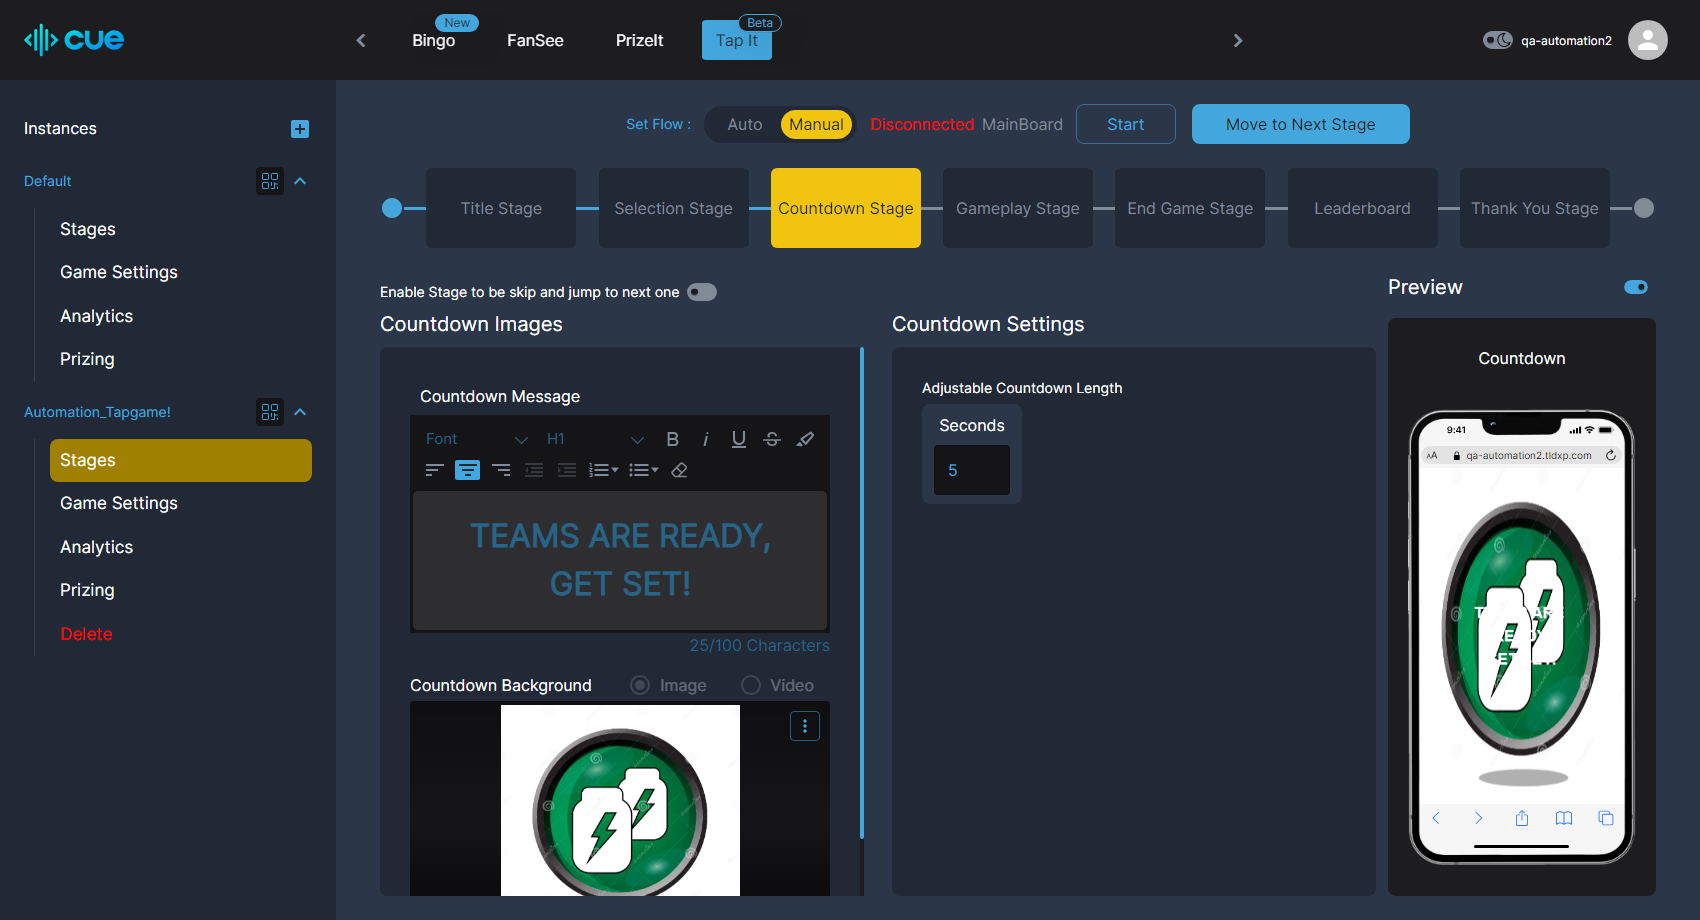 cue
New
Bingo
FanSee
PrizeIt
Beta
Tap It
qa-automation2
Instances
Default
Stages
Game Settings
Analytics
Prizing
Automation_Tapgame!
Stages
Game Settings
Analytics
Prizing
Delete
Set Flow :
Auto
Manual
Disconnected MainBoard
Start
Move to Next Stage
Title Stage
Selection Stage
Countdown Stage
Gameplay Stage
End Game Stage
Leaderboard
Thank You Stage
Enable Stage to be skip and jump to next one
Countdown Images
Countdown Message
Font
H1
B
i
U
S
TEAMS ARE READY,
GET SET!
25/100 Characters
Countdown Background
Image
Video
Countdown Settings
Adjustable Countdown Length
Seconds
5
Preview
Countdown
9:41
AA
qa-automation2.tldxp.com